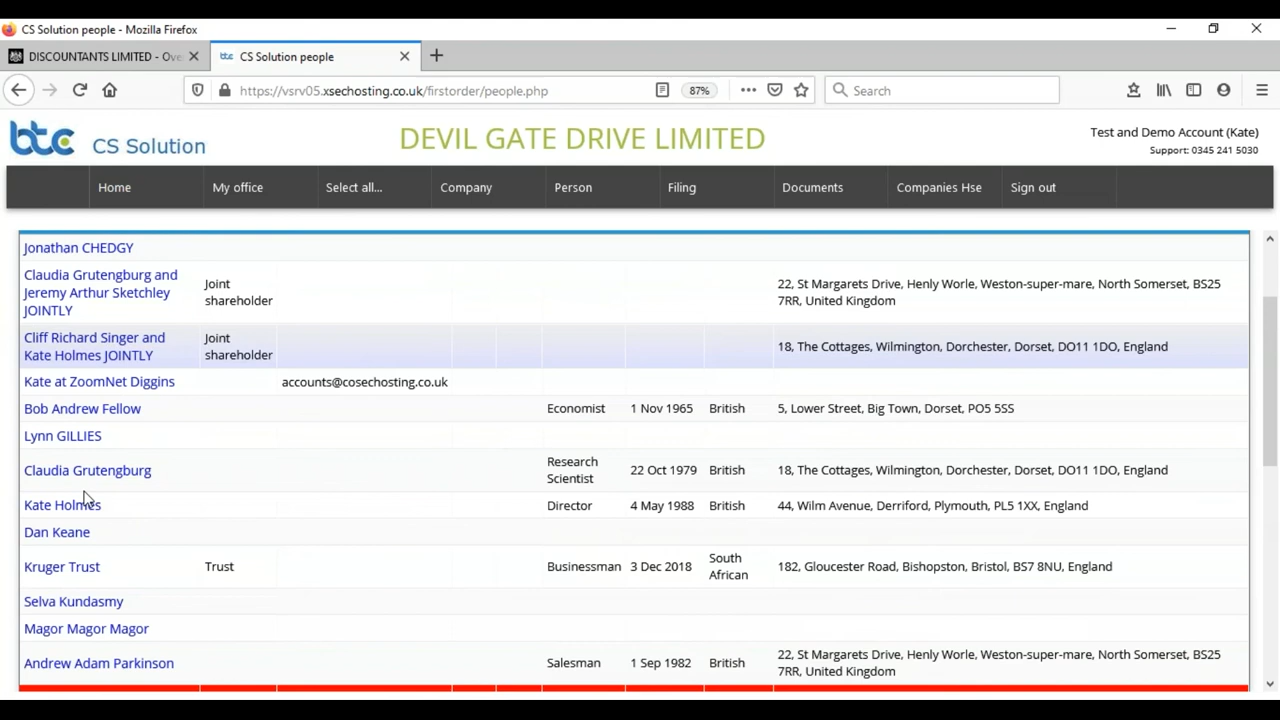 CS Solution people - Mozilla Firefox
DISCOUNTANTS LIMITED - Ove
CS Solution people
https://vsrv05.xsechosting.co.uk/firstorder/people.php
87%
Search
btc CS Solution
DEVIL GATE DRIVE LIMITED
Test and Demo Account (Kate)
Support: 0345 241 5030
Home My office Select all... Company Person Filing Documents Companies Hse Sign out
Jonathan CHEDGY
Claudia Grutengburg and
Jeremy Arthur Sketchley
JOINTLY
Joint
shareholder
22, St Margarets Drive, Henly Worle, Weston-super-mare, North Somerset, BS25
7RR, United Kingdom
Cliff Richard Singer and
Kate Holmes JOINTLY
Joint
shareholder
18, The Cottages, Wilmington, Dorchester, Dorset, DO11 1DO, England
Kate at ZoomNet Diggins accounts@cosechosting.co.uk
Bob Andrew Fellow Economist 1 Nov 1965 British 5, Lower Street, Big Town, Dorset, PO5 5SS
Lynn GILLIES
Claudia Grutengburg
Research
Scientist
22 Oct 1979 British 18, The Cottages, Wilmington, Dorchester, Dorset, DO11 1DO, England
Kate Holmes Director 4 May 1988 British 44, Wilm Avenue, Derriford, Plymouth, PL5 1XX, England
Dan Keane
Kruger Trust Trust Businessman 3 Dec 2018
South
African
182, Gloucester Road, Bishopston, Bristol, BS7 8NU, England
Selva Kundasmy
Magor Magor Magor
Andrew Adam Parkinson Salesman 1 Sep 1982 British
22, St Margarets Drive, Henly Worle, Weston-super-mare, North Somerset, BS25
7RR, United Kingdom